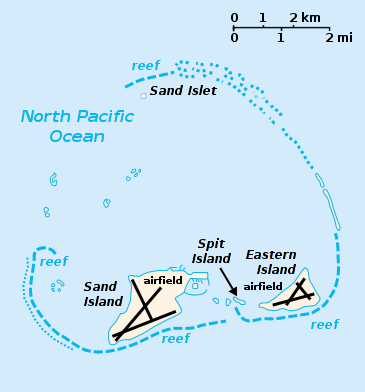 0 1 2 km
0 1 2 mi
reef
Sand Islet
North Pacific
Ocean
Spit
Island
Eastern
Island
reef
airfield
airfield
Sand
Island
reef
reef